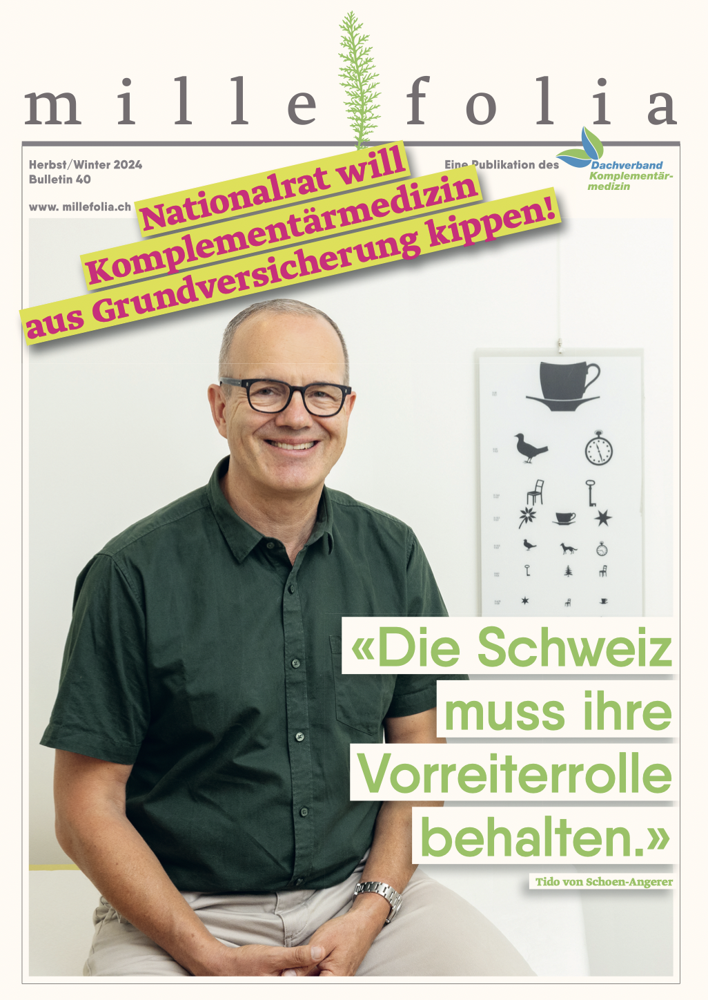 mille folia
Herbst/Winter 2024
Bulletin 40
www. millefolia.ch
Eine Publikation des
Dachverband
Komplementär-
medizin
Nationalrat will
Komplementärmedizin
aus Grundversicherung kippen!
«Die Schweiz
muss ihre
Vorreiterrolle
behalten.»
Tido von Schoen-Angerer